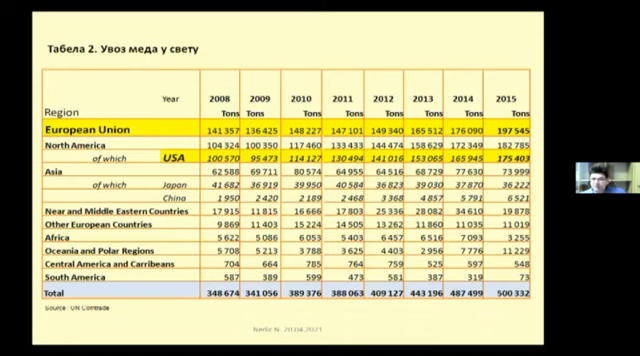 Табела 2. Увоз меда у свету
Year 2008 2009 2010 2011 2012 2013 2014 2015
Region Tons Tons Tons Tons Tons Tons Tons Tons
European Union 141 357 136 425 148 227 147 101 149 340 165 512 176 090 197 545
North America 104 324 100 350 117 460 133 433 144 474 158 629 172 349 182 785
of which USA 100 570 95 473 114 127 130 494 141 016 153 065 165 945 175 403
Asia 62 588 69 711 80 574 64 955 64 516 68 729 77 630 73 999
of which Japan 41 682 36 919 39 950 40 584 36 823 39 030 37 870 36 222
China 1 950 2 420 2 189 2 468 3 368 4 857 5 791 6 521
Near and Middle Eastern Countries 17 915 11 815 16 666 17 803 25 336 28 082 34 610 19 878
Other European Countries 9 869 11 403 15 224 14 505 13 262 11 860 11 035 11 019
Africa 5 622 5 086 6 053 5 403 6 457 6 516 7 093 3 255
Oceania and Polar Regions 5 708 5 213 3 788 3 625 4 403 2 956 7 776 11 229
Central America and Carribeans 704 664 785 764 759 525 597 548
South America 587 389 599 473 581 387 319 73
Total 348 674 341 056 389 376 388 063 409 127 443 196 487 499 500 332
Source : UN Comtrade
Nedic N. 20.04.2021